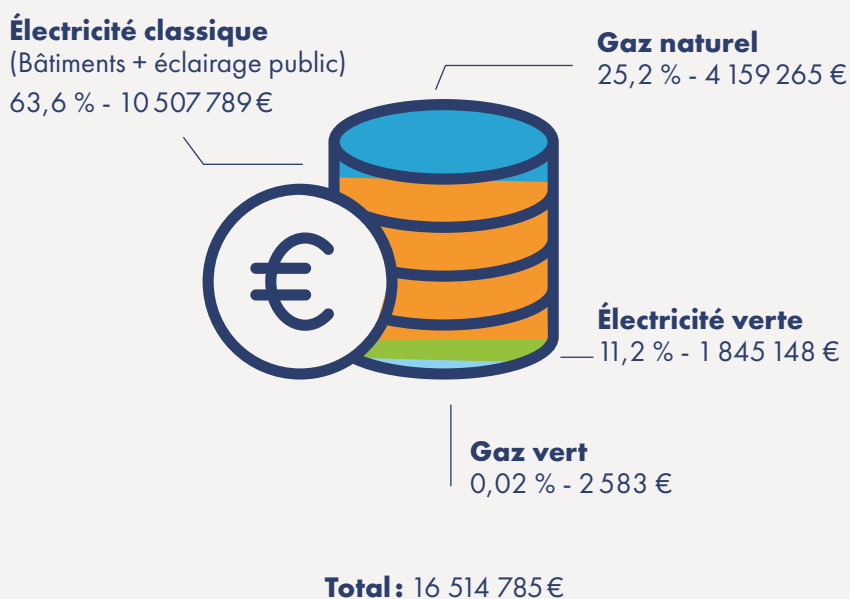 Électricité classique
(Bâtiments + éclairage public)
63,6 % - 10 507 789 €
Gaz naturel
25,2 % - 4 159 265 €
€
Électricité verte
11,2 % - 1 845 148 €
Gaz vert
0,02 % - 2 583 €
Total : 16 514 785 €